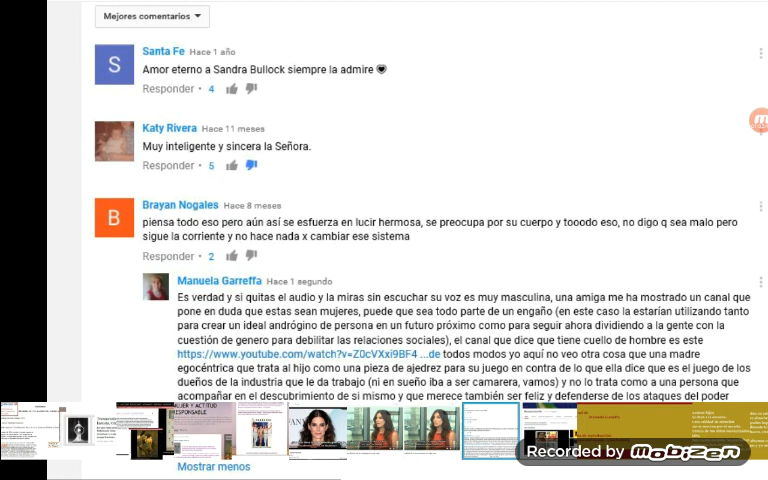 Mejores comentarios
Santa Fe Hace 1 año
Amor eterno a Sandra Bullock siempre la admire
Responder • 4
Katy Rivera Hace 11 meses
Muy inteligente y sincera la Señora.
Responder • 5
Brayan Nogales Hace 8 meses
piensa todo eso pero aún así se esfuerza en lucir hermosa, se preocupa por su cuerpo y tooodo eso, no digo q sea malo pero
sigue la corriente y no hace nada x cambiar ese sistema
Responder • 2
Manuela Garreffa Hace 1 segundo
Es verdad y si quitas el audio y la miras sin escuchar su voz es muy masculina, una amiga me ha mostrado un canal que
pone en duda que estas sean mujeres, puede que sea todo parte de un engaño (en este caso la estarían utilizando tanto
para crear un ideal andrógino de persona en un futuro próximo como para seguir ahora dividiendo a la gente con la
cuestión de genero para debilitar las relaciones sociales), el canal que dice que tiene cuello de hombre es este
https://www.youtube.com/watch?v=Z0cVXxi9BF4 ...de todos modos yo aquí no veo otra cosa que una madre
egocéntrica que trata al hijo como una pieza de ajedrez para su juego en contra de lo que ella dice que es el juego de los
dueños de la industria que le da trabajo (ni en sueño iba a ser camarera, vamos) y no lo trata como a una persona que
acompañar en el descubrimiento de si mismo y que merece también ser feliz y defenderse de los ataques del poder
Mostrar menos
Recorded by Mobizen